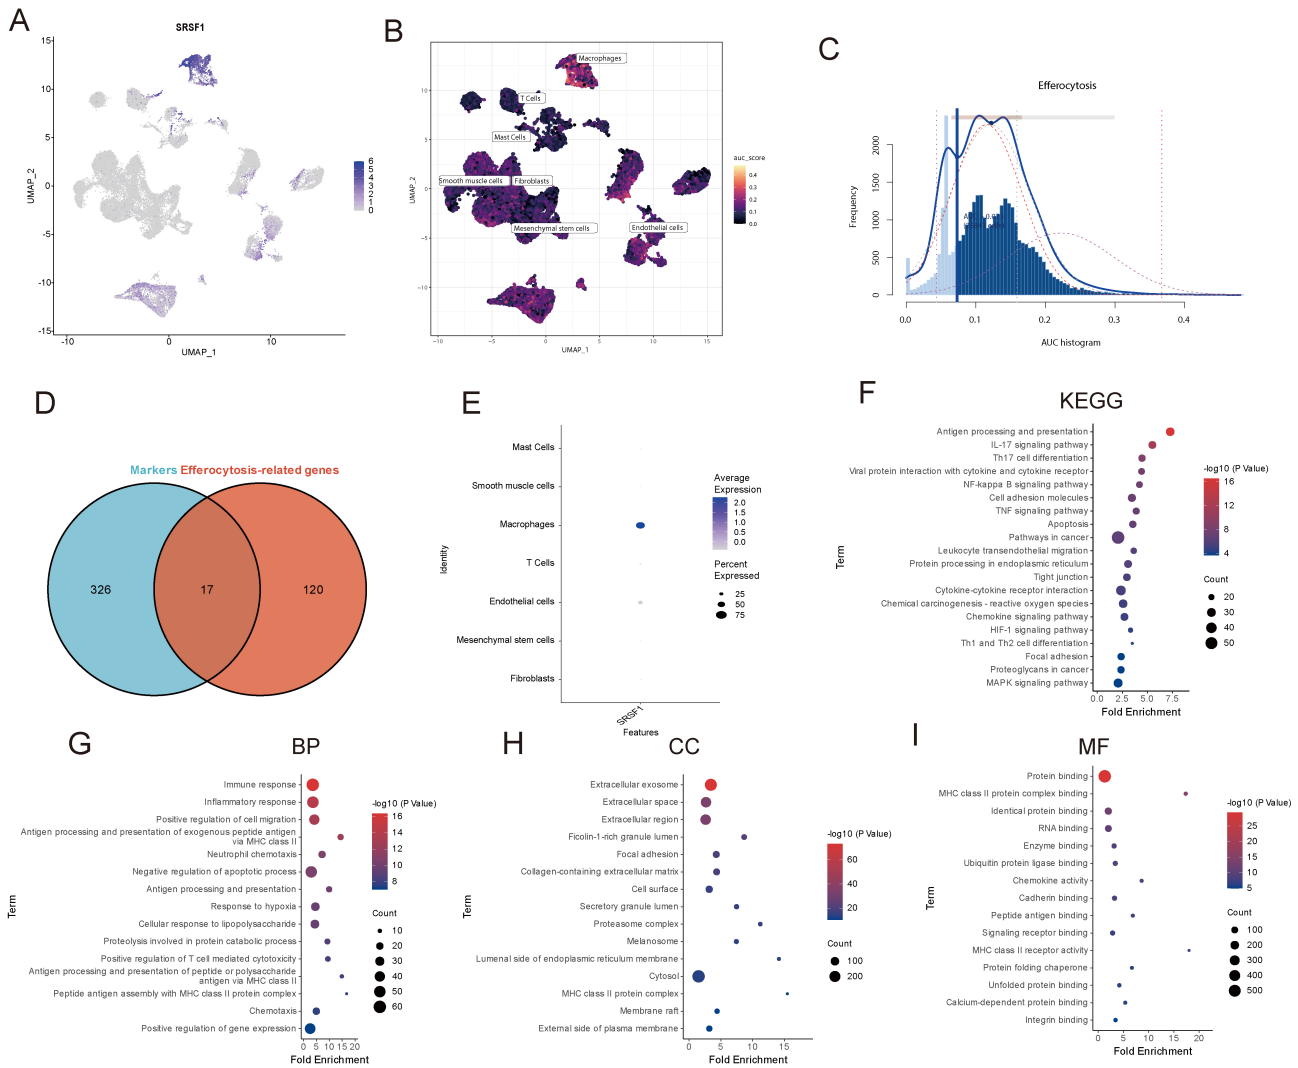 A
SRSF1
15
10
5
0
-5
-10
-15
-10
0
10
UMAP_1
UMAP_2
6
5
4
3
2
1
0
B
Macrophages
T Cells
Mast Cells
Smooth muscle cells
Fibroblasts
Mesenchymal stem cells
Endothelial cells
10
5
0
−5
−10
−10
−5
0
5
10
15
UMAP_1
UMAP_2
auc_score
0.4
0.3
0.2
0.1
0.0
C
Efferocytosis
Frequency
2000
1500
1000
500
0
0.0
0.1
0.2
0.3
0.4
AUC histogram
D
Markers
Efferocytosis-related genes
326
17
120
E
Identity
Mast Cells
Smooth muscle cells
Macrophages
T Cells
Endothelial cells
Mesenchymal stem cells
Fibroblasts
SRSF1
Features
Average
Expression
2.0
1.5
1.0
0.5
0.0
Percent
Expressed
25
50
75
F
KEGG
Term
Antigen processing and presentation
IL-17 signaling pathway
Th17 cell differentiation
Viral protein interaction with cytokine and cytokine receptor
NF-kappa B signaling pathway
Cell adhesion molecules
TNF signaling pathway
Apoptosis
Pathways in cancer
Leukocyte transendothelial migration
Protein processing in endoplasmic reticulum
Tight junction
Cytokine-cytokine receptor interaction
Chemical carcinogenesis - reactive oxygen species
Chemokine signaling pathway
HIF-1 signaling pathway
Th1 and Th2 cell differentiation
Focal adhesion
Proteoglycans in cancer
MAPK signaling pathway
0.0
2.5
5.0
7.5
Fold Enrichment
-log10 (P Value)
16
12
8
4
Count
20
30
40
50
G
BP
Term
Immune response
Inflammatory response
Positive regulation of cell migration
Antigen processing and presentation of exogenous peptide antigen
via MHC class II
Neutrophil chemotaxis
Negative regulation of apoptotic process
Antigen processing and presentation
Response to hypoxia
Cellular response to lipopolysaccharide
Proteolysis involved in protein catabolic process
Positive regulation of T cell mediated cytotoxicity
Antigen processing and presentation of peptide or polysaccharide
antigen via MHC class II
Peptide antigen assembly with MHC class II protein complex
Chemotaxis
Positive regulation of gene expression
0
5
10
15
20
Fold Enrichment
-log10 (P Value)
16
14
12
10
8
Count
10
20
30
40
50
60
H
CC
Term
Extracellular exosome
Extracellular space
Extracellular region
Ficolin-1-rich granule lumen
Focal adhesion
Collagen-containing extracellular matrix
Cell surface
Secretory granule lumen
Proteasome complex
Melanosome
Lumenal side of endoplasmic reticulum membrane
Cytosol
MHC class II protein complex
Membrane raft
External side of plasma membrane
0
5
10
15
Fold Enrichment
-log10 (P Value)
60
40
20
Count
100
200
I
MF
Term
Protein binding
MHC class II protein complex binding
Identical protein binding
RNA binding
Enzyme binding
Ubiquitin protein ligase binding
Chemokine activity
Cadherin binding
Peptide antigen binding
Signaling receptor binding
MHC class II receptor activity
Protein folding chaperone
Unfolded protein binding
Calcium-dependent protein binding
Integrin binding
0
5
10
15
20
Fold Enrichment
-log10 (P Value)
25
20
15
10
5
Count
100
200
300
400
500